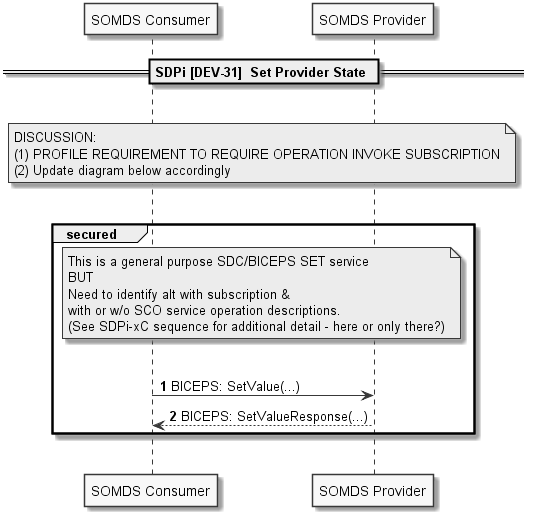 SOMDS Consumer
SOMDS Provider
SDPi [DEV-31]  Set Provider State
DISCUSSION:
(1) PROFILE REQUIREMENT TO REQUIRE OPERATION INVOKE SUBSCRIPTION
(2) Update diagram below accordingly
secured
This is a general purpose SDC/BICEPS SET service
BUT
Need to identify alt with subscription &
with or w/o SCO service operation descriptions.
(See SDPi-xC sequence for additional detail - here or only there?)
1 BICEPS: SetValue(...)
2 BICEPS: SetValueResponse(...)
SOMDS Consumer
SOMDS Provider